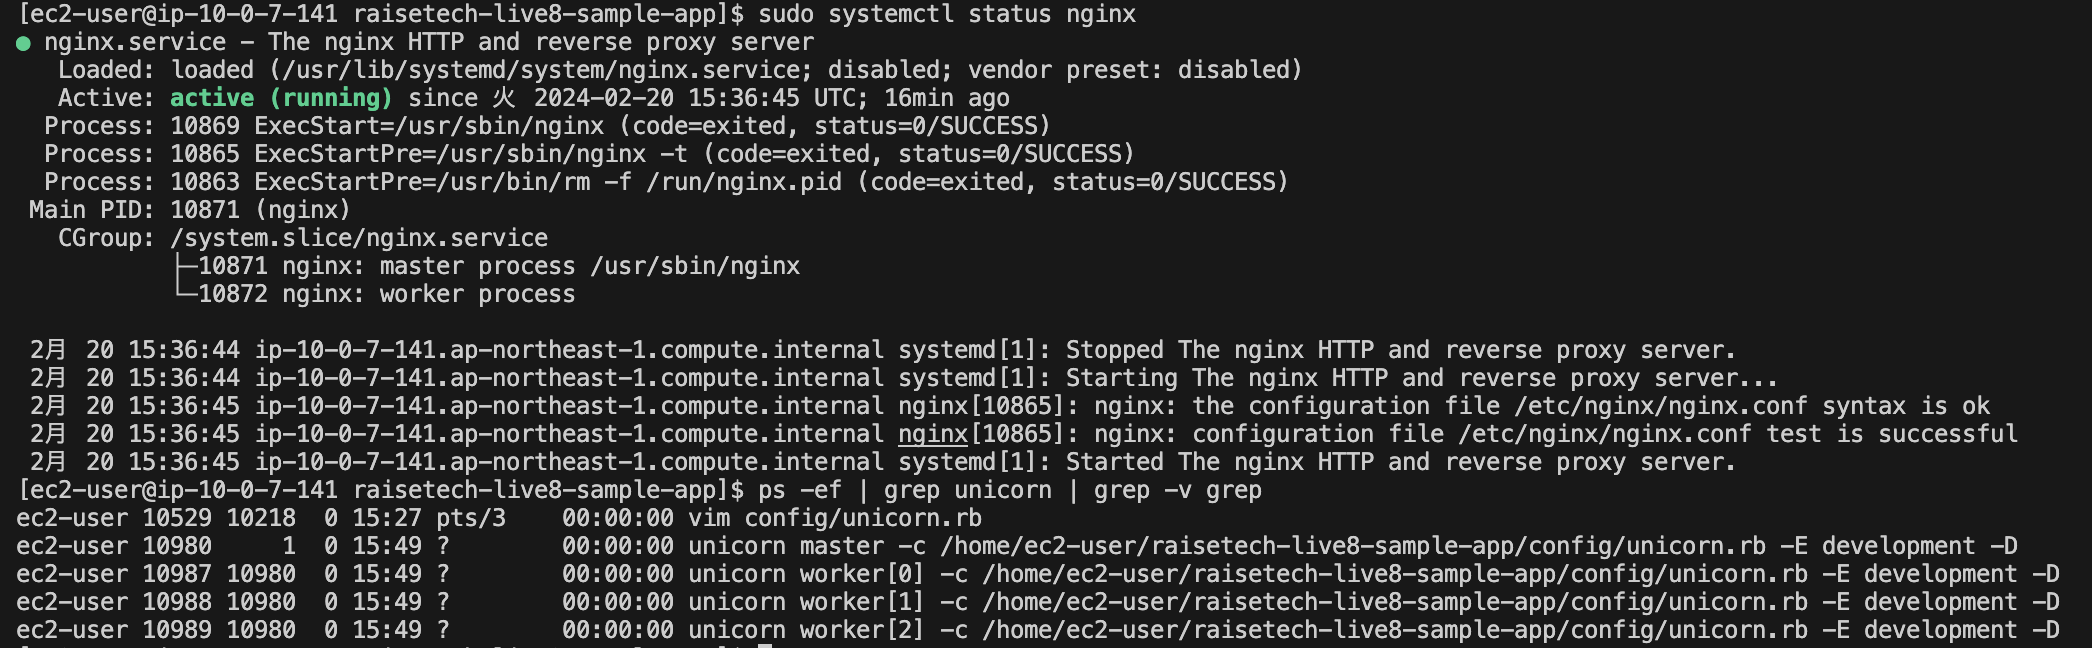 [ec2-user@ip-10-0-7-141 raisetech-live8-sample-app]$ sudo systemctl status nginx
● nginx.service - The nginx HTTP and reverse proxy server
   Loaded: loaded (/usr/lib/systemd/system/nginx.service; disabled; vendor preset: disabled)
   Active: active (running) since 火 2024-02-20 15:36:45 UTC; 16min ago
  Process: 10869 ExecStart=/usr/sbin/nginx (code=exited, status=0/SUCCESS)
  Process: 10865 ExecStartPre=/usr/sbin/nginx -t (code=exited, status=0/SUCCESS)
  Process: 10863 ExecStartPre=/usr/bin/rm -f /run/nginx.pid (code=exited, status=0/SUCCESS)
 Main PID: 10871 (nginx)
   CGroup: /system.slice/nginx.service
           ├─10871 nginx: master process /usr/sbin/nginx
           └─10872 nginx: worker process
 2月 20 15:36:44 ip-10-0-7-141.ap-northeast-1.compute.internal systemd[1]: Stopped The nginx HTTP and reverse proxy server.
 2月 20 15:36:44 ip-10-0-7-141.ap-northeast-1.compute.internal systemd[1]: Starting The nginx HTTP and reverse proxy server...
 2月 20 15:36:45 ip-10-0-7-141.ap-northeast-1.compute.internal nginx[10865]: nginx: the configuration file /etc/nginx/nginx.conf syntax is ok
 2月 20 15:36:45 ip-10-0-7-141.ap-northeast-1.compute.internal nginx[10865]: nginx: configuration file /etc/nginx/nginx.conf test is successful
 2月 20 15:36:45 ip-10-0-7-141.ap-northeast-1.compute.internal systemd[1]: Started The nginx HTTP and reverse proxy server.
[ec2-user@ip-10-0-7-141 raisetech-live8-sample-app]$ ps -ef | grep unicorn | grep -v grep
ec2-user 10529 10218  0 15:27 pts/3    00:00:00 vim config/unicorn.rb
ec2-user 10980     1  0 15:49 ?        00:00:00 unicorn master -c /home/ec2-user/raisetech-live8-sample-app/config/unicorn.rb -E development -D
ec2-user 10987 10980  0 15:49 ?        00:00:00 unicorn worker[0] -c /home/ec2-user/raisetech-live8-sample-app/config/unicorn.rb -E development -D
ec2-user 10988 10980  0 15:49 ?        00:00:00 unicorn worker[1] -c /home/ec2-user/raisetech-live8-sample-app/config/unicorn.rb -E development -D
ec2-user 10989 10980  0 15:49 ?        00:00:00 unicorn worker[2] -c /home/ec2-user/raisetech-live8-sample-app/config/unicorn.rb -E development -D